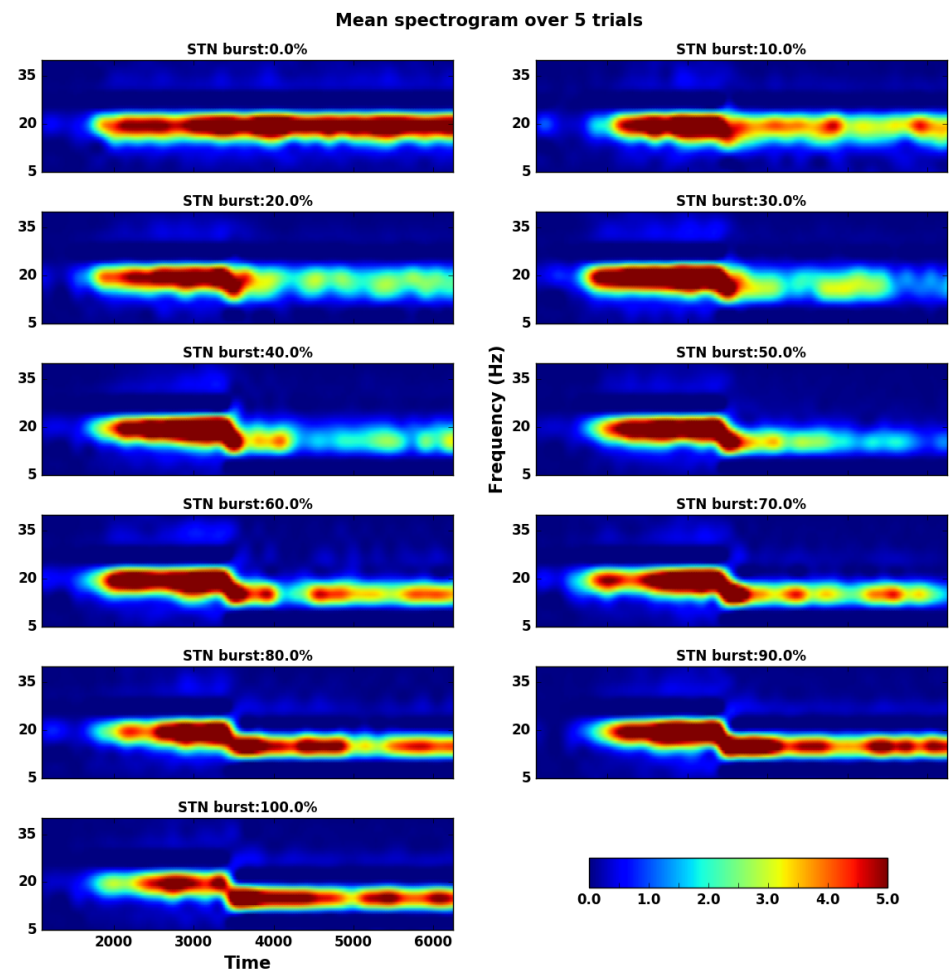 Mean spectrogram over 5 trials
STN burst:0.0%
STN burst:10.0%
35
20
5
35
20
5
STN burst:20.0%
STN burst:30.0%
35
20
5
35
20
5
STN burst:40.0%
STN burst:50.0%
35
20
5
Frequency (Hz)
35
20
5
STN burst:60.0%
STN burst:70.0%
35
20
5
35
20
5
STN burst:80.0%
STN burst:90.0%
35
20
5
35
20
5
STN burst:100.0%
35
20
5
2000 3000 4000 5000 6000
Time
0.0 1.0 2.0 3.0 4.0 5.0